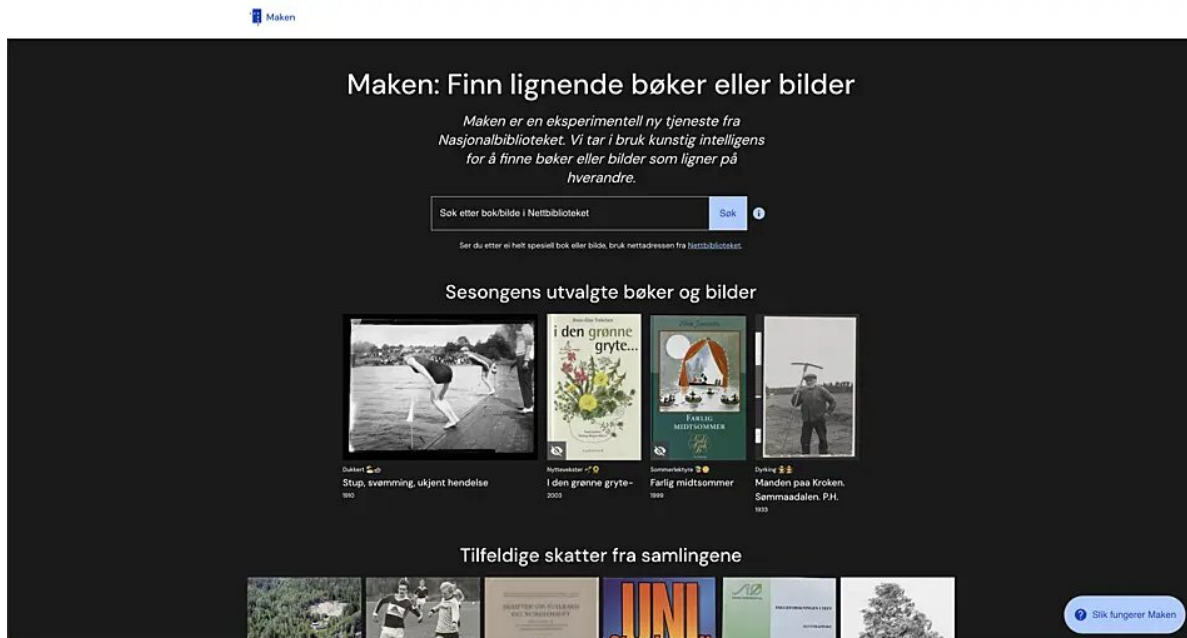 Maken
Maken: Finn lignende bøker eller bilder
Maken er en eksperimentell ny tjeneste fra
Nasjonalbiblioteket. Vi tar i bruk kunstig intelligens
for å finne bøker eller bilder som ligner på
hverandre.
Søk etter bok/bilde i Nettbiblioteket
Søk
Ser du etter ei helt spesiell bok eller bilde, bruk nettadressen fra Nettbiblioteket.
Sesongens utvalgte bøker og bilder
i den grønne
gryte...
FARLIG
MIDTSOMMER
Dukkert
Stup, svømming, ukjent hendelse
1910
Nyttevekster
I den grønne gryte-
2003
Sommerlektyre
Farlig midtsommer
1999
Dyrking
Manden paa Kroken.
Sømmaadalen. P.H.
1933
Tilfeldige skatter fra samlingene
UNI
Slik fungerer Maken